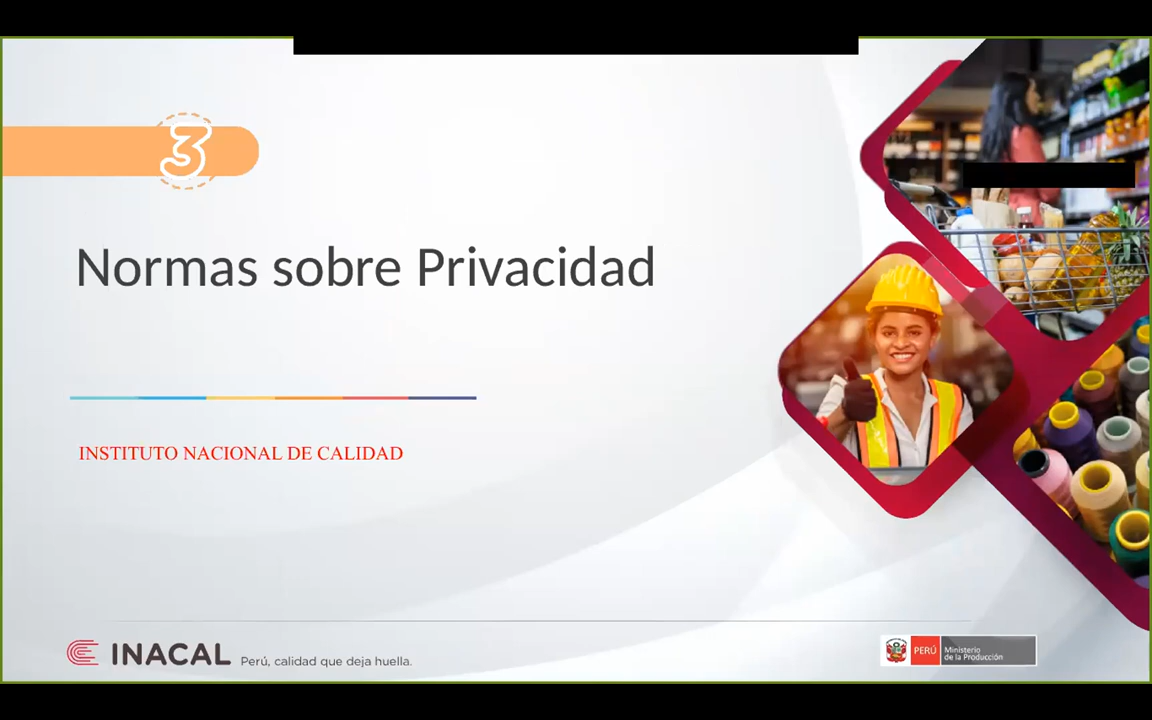 3
Normas sobre Privacidad
INSTITUTO NACIONAL DE CALIDAD
INACAL Perú, calidad que deja huella.
PERÚ Ministerio
de la Producción